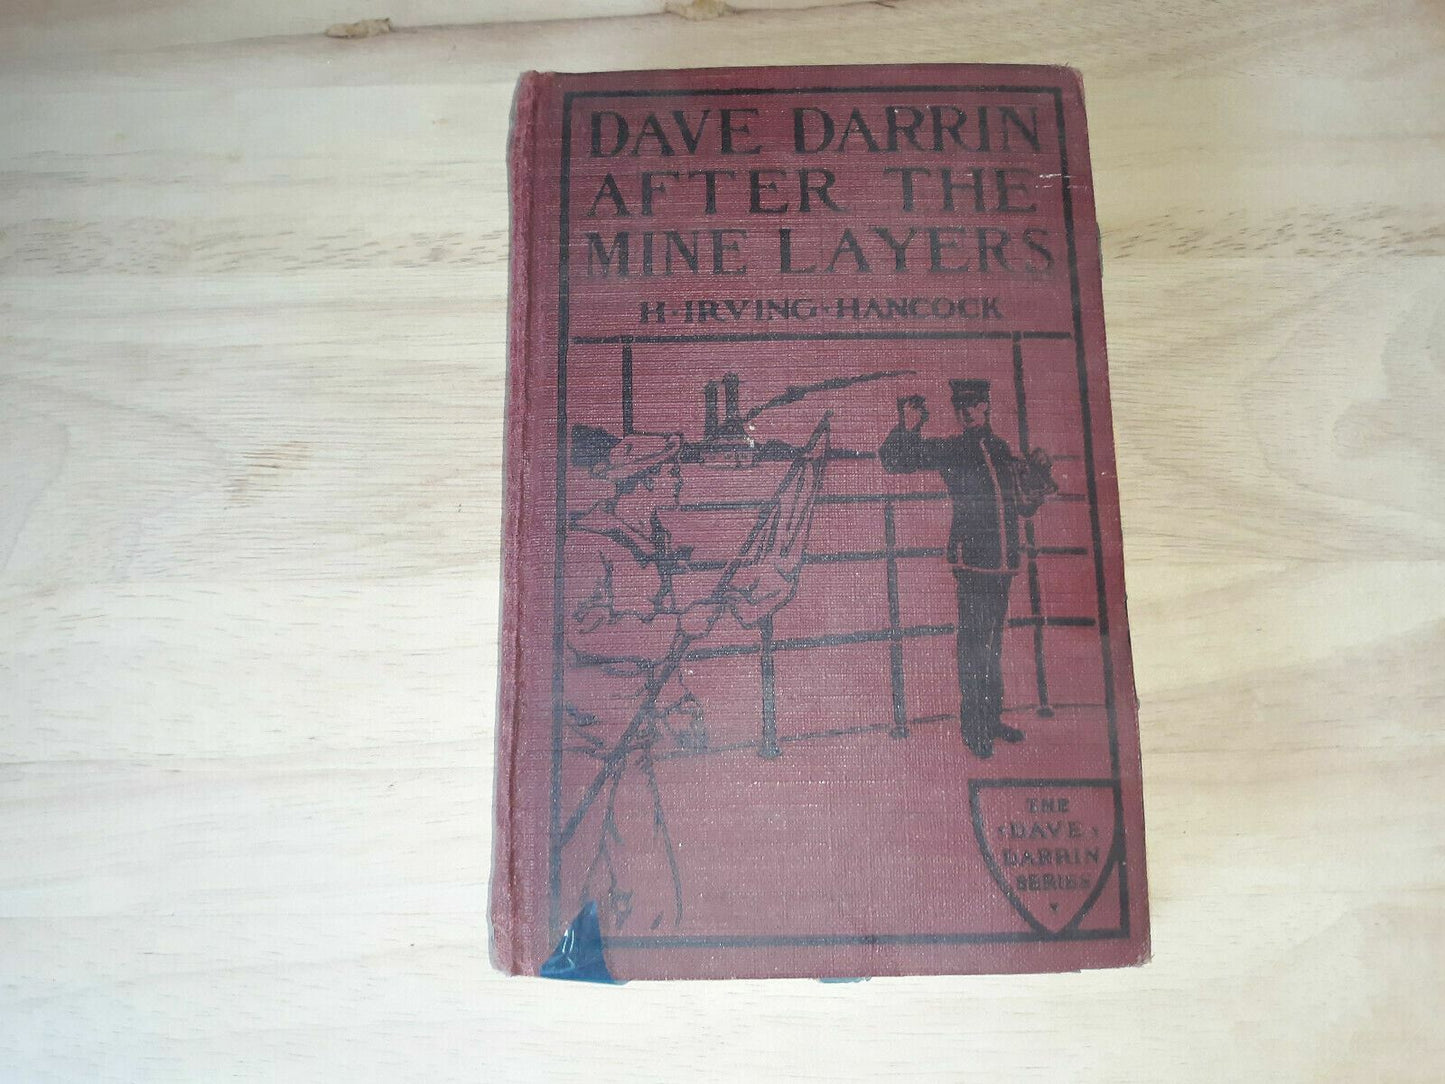 DAVE DARRIN
AFTER THE
MINE LAYERS
H·IRVING·HANCOCK
THE
DAVE
DARRIN
SERIES